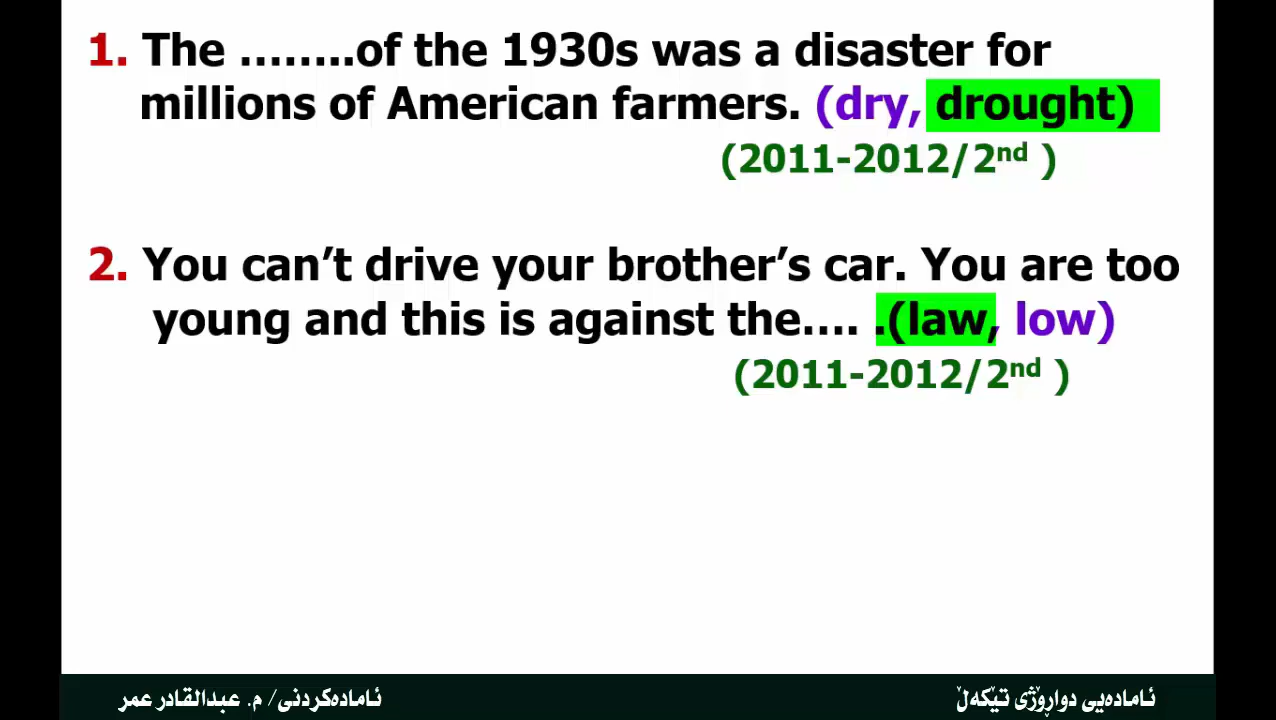 1. The ........of the 1930s was a disaster for
millions of American farmers. (dry, drought)
(2011-2012/2nd )
2. You can’t drive your brother’s car. You are too
young and this is against the.... .(law, low)
(2011-2012/2nd )
ئامادەیی دواڕۆژی تێکەڵ
ئامادەکردنی/ م. عبدالقادر عمر